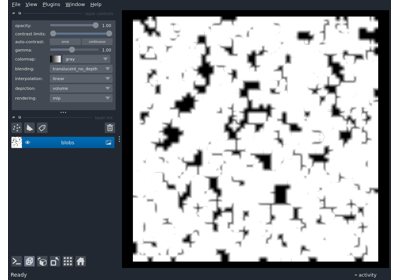 File View Plugins Window Help
opacity: 1.00
contrast limits:
auto-contrast: once continuous
gamma: 1.00
colormap: gray
blending: translucent_no_depth
interpolation: linear
depiction: volume
rendering: mip
blobs
Ready
activity